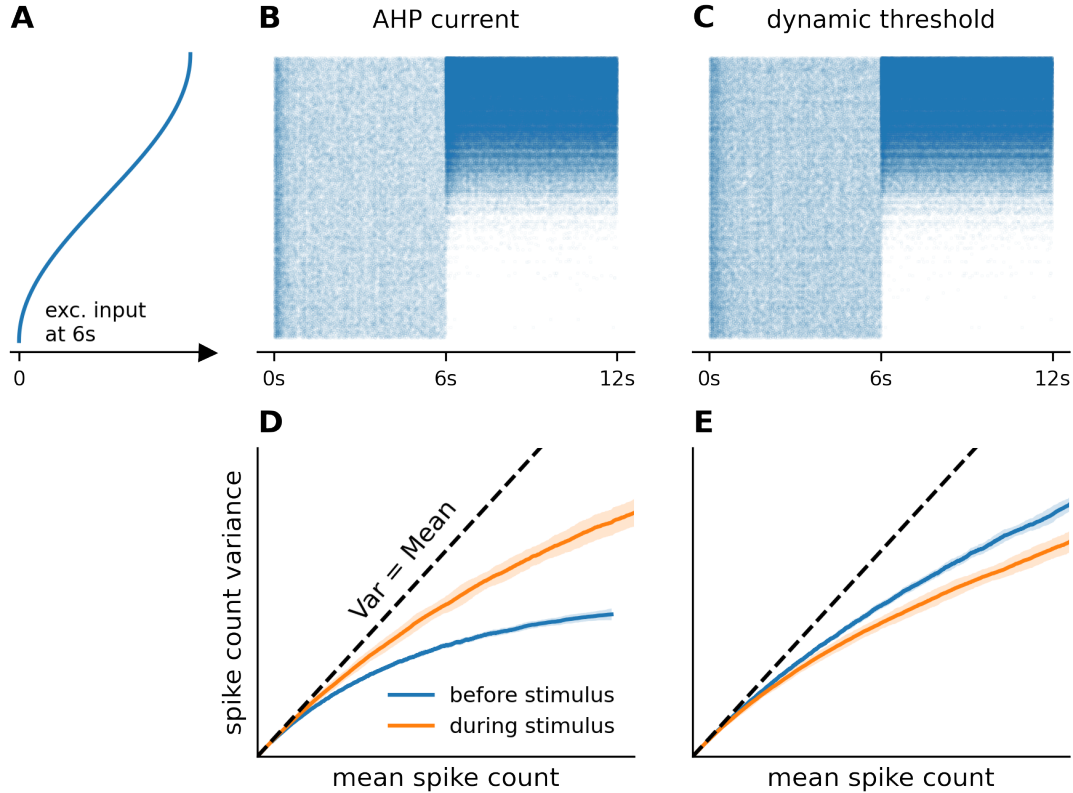 A
exc. input
at 6s
0
B
AHP current
0s
6s
12s
C
dynamic threshold
0s
6s
12s
D
spike count variance
Var = Mean
before stimulus
during stimulus
mean spike count
E
mean spike count